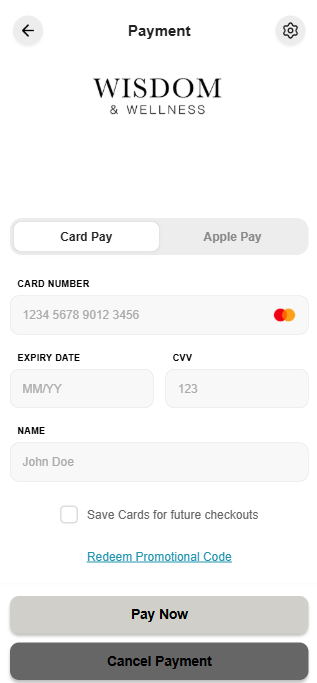 Payment
WISDOM
& WELLNESS
Card Pay Apple Pay
CARD NUMBER
1234 5678 9012 3456
EXPIRY DATE CVV
MM/YY 123
NAME
John Doe
Save Cards for future checkouts
Redeem Promotional Code
Pay Now
Cancel Payment